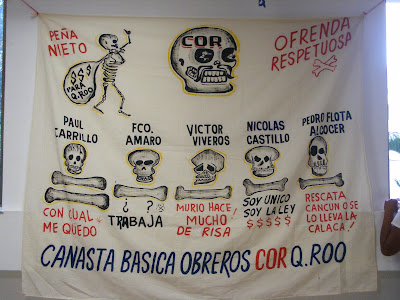 PEÑA
NIETO
$$
PARA
Q.ROO
COR
OFRENDA
RESPETUOSA
PAUL
CARRILLO
FCO.
AMARO
VICTOR
VIVEROS
NICOLAS
CASTILLO
PEDRO FLOTA
ALCOCER
CON CUAL
ME QUEDO
¿ ?
TRABAJA
MURIO HACE
MUCHO
DE RISA
SOY UNICO
SOY LA LEY
$$$$$
RESCATA
CANCUN O SE
LO LLEVA LA
CALACA!
CANASTA BASICA OBREROS COR Q.ROO